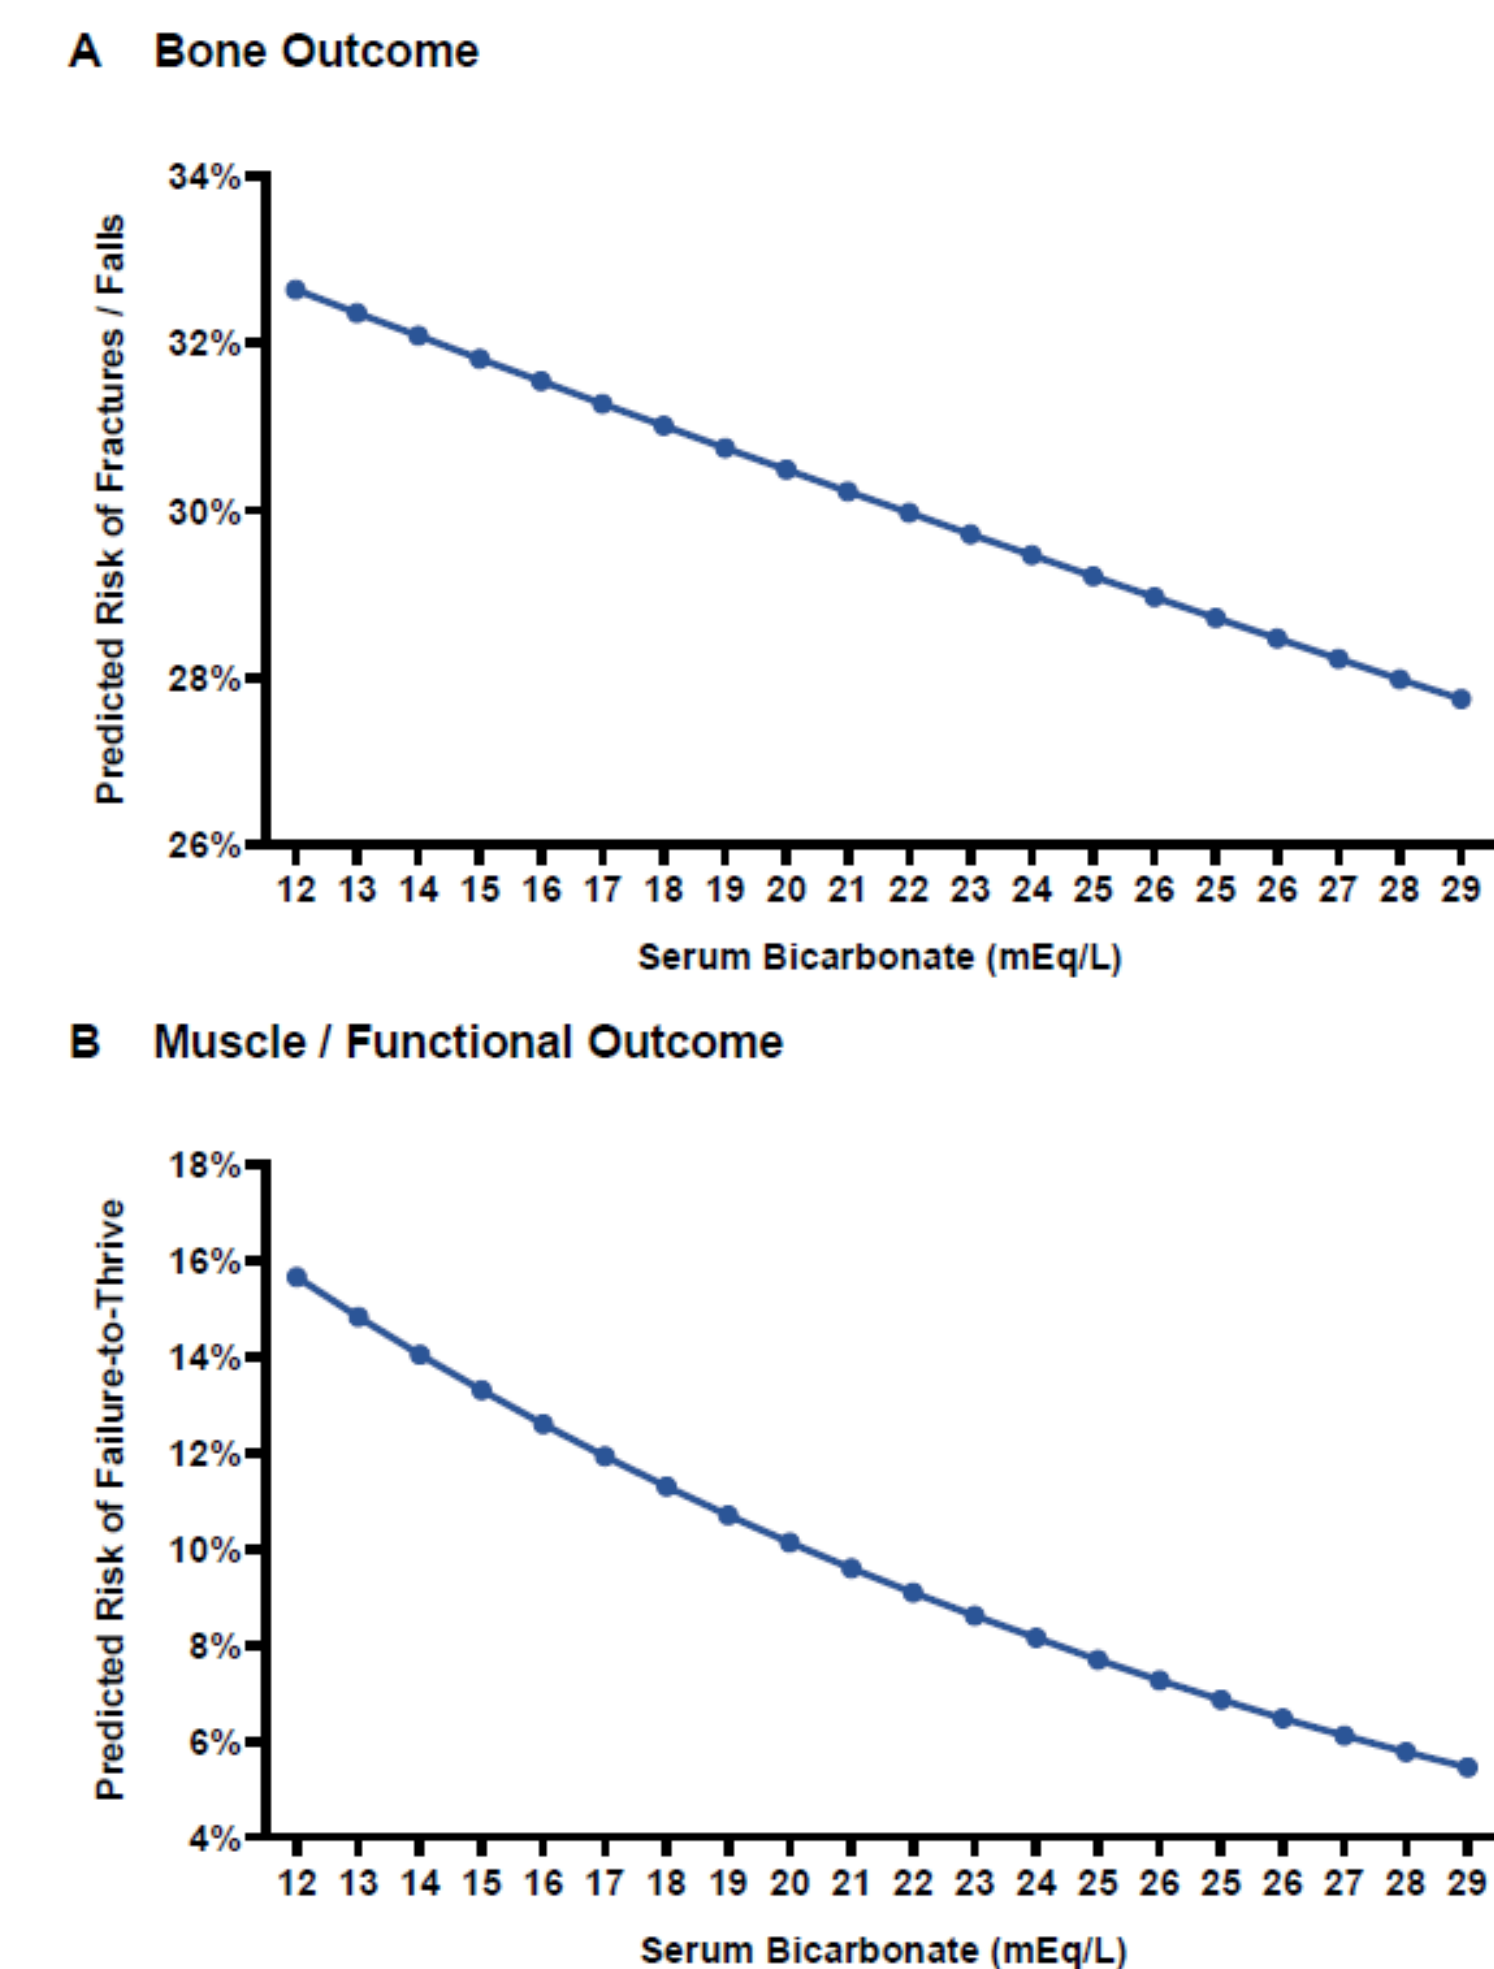 A Bone Outcome
Predicted Risk of Fractures / Falls
34%
32%
30%
28%
26%
12 13 14 15 16 17 18 19 20 21 22 23 24 25 26 25 26 27 28 29
Serum Bicarbonate (mEq/L)
B Muscle / Functional Outcome
Predicted Risk of Failure-to-Thrive
18%
16%
14%
12%
10%
8%
6%
4%
12 13 14 15 16 17 18 19 20 21 22 23 24 25 26 25 26 27 28 29
Serum Bicarbonate (mEq/L)